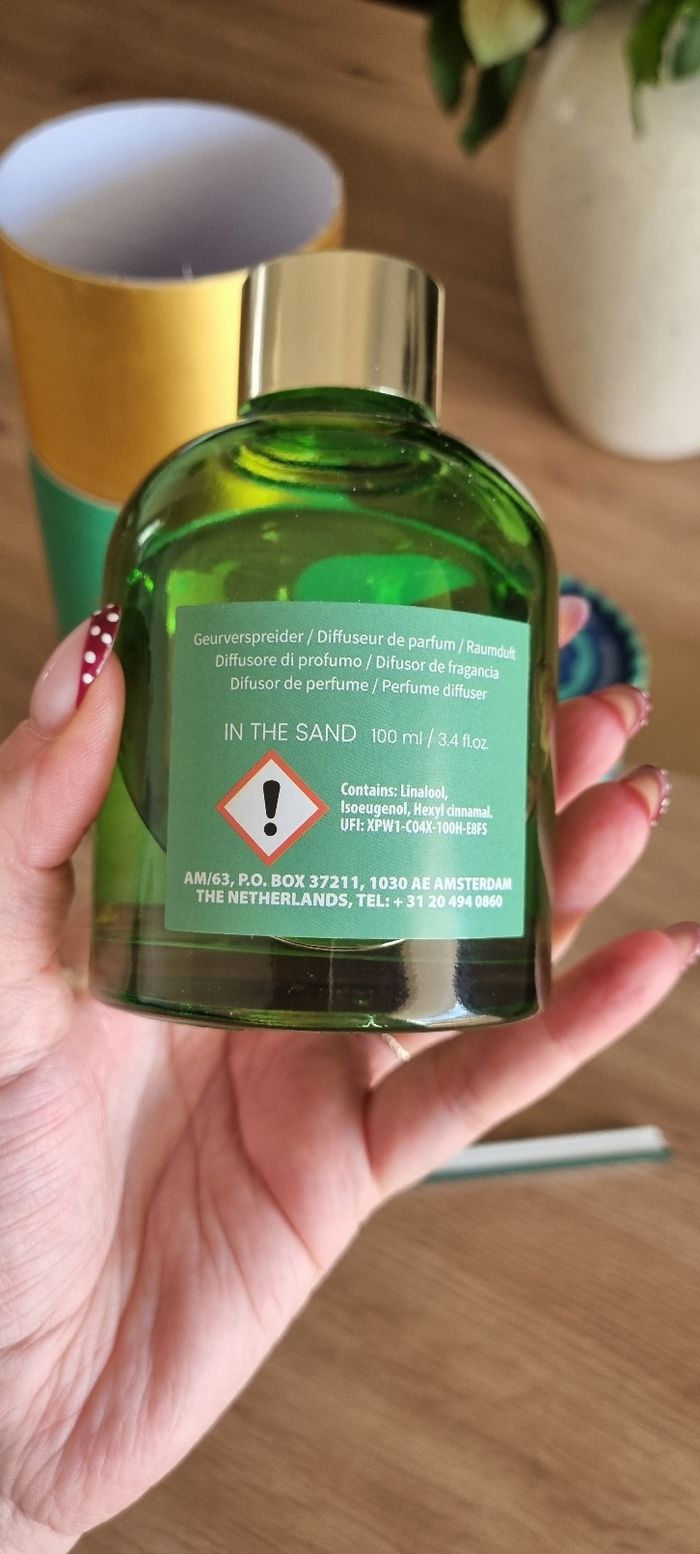 Geurverspreider / Diffuseur de parfum / Raumduft
Diffusore di profumo / Difusor de fragancia
Difusor de perfume / Perfume diffuser
IN THE SAND 100 ml / 3.4 fl.oz.
Contains: Linalool,
Isoeugenol, Hexyl cinnamal.
UFI: XPW1-C04X-100H-E8FS
AM/63, P.O. BOX 37211, 1030 AE AMSTERDAM
THE NETHERLANDS, TEL: + 31 20 494 0860